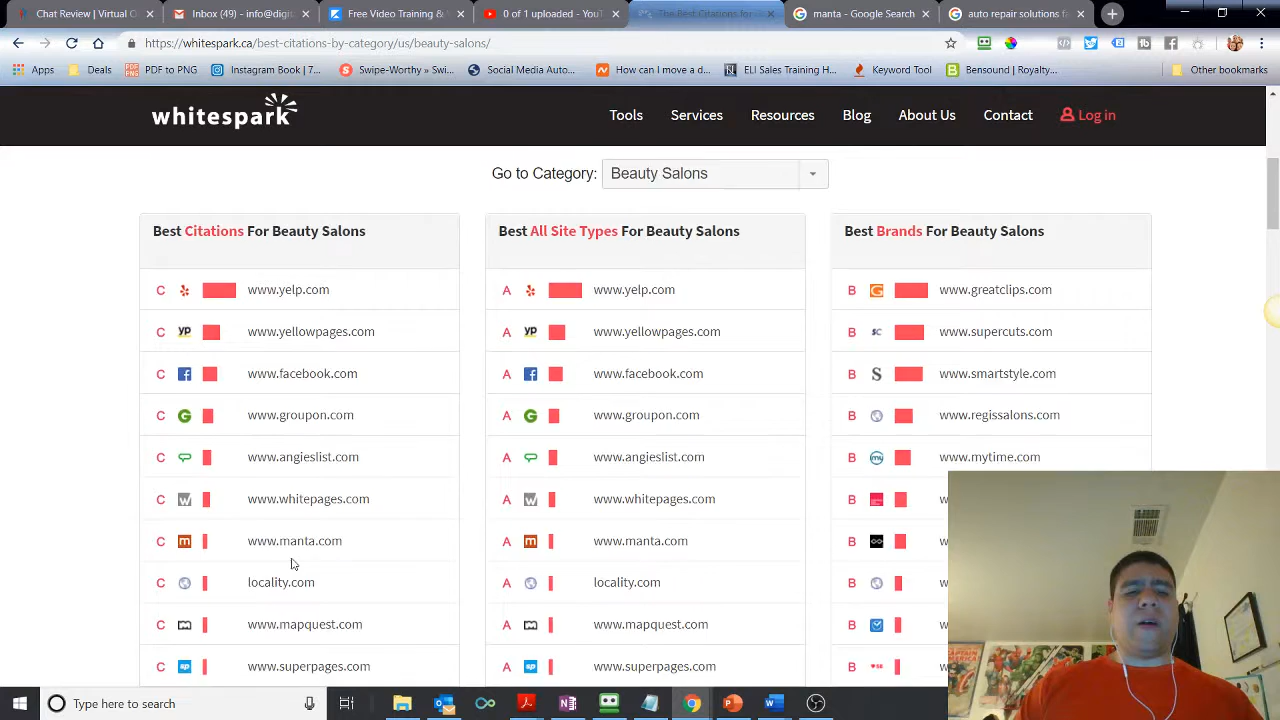 Chat Review | Virtual O
Inbox (49) - info@digi
Free Video Training &
0 of 1 uploaded - YouT
The Best Citations for
manta - Google Search
auto repair solutions f
https://whitespark.ca/best-citations-by-category/us/beauty-salons/
Apps
Deals
PDF to PNG
Instagram Book | 7...
Swipe-Worthy » Swi...
Social Media Auto...
How can I move a d...
ELI Sales Training H...
Keyword Tool
Bensound | Royalty...
Other bookmarks
whitespark
Tools
Services
Resources
Blog
About Us
Contact
Log in
Go to Category:
Beauty Salons
Best Citations For Beauty Salons
C www.yelp.com
C www.yellowpages.com
C www.facebook.com
C www.groupon.com
C www.angieslist.com
C www.whitepages.com
C www.manta.com
C locality.com
C www.mapquest.com
C www.superpages.com
Best All Site Types For Beauty Salons
A www.yelp.com
A www.yellowpages.com
A www.facebook.com
A www.groupon.com
A www.angieslist.com
A www.whitepages.com
A www.manta.com
A locality.com
A www.mapquest.com
A www.superpages.com
Best Brands For Beauty Salons
B www.greatclips.com
B www.supercuts.com
B www.smartstyle.com
B www.regissalons.com
B www.mytime.com
B w
B w
B w
B w
B w
Type here to search